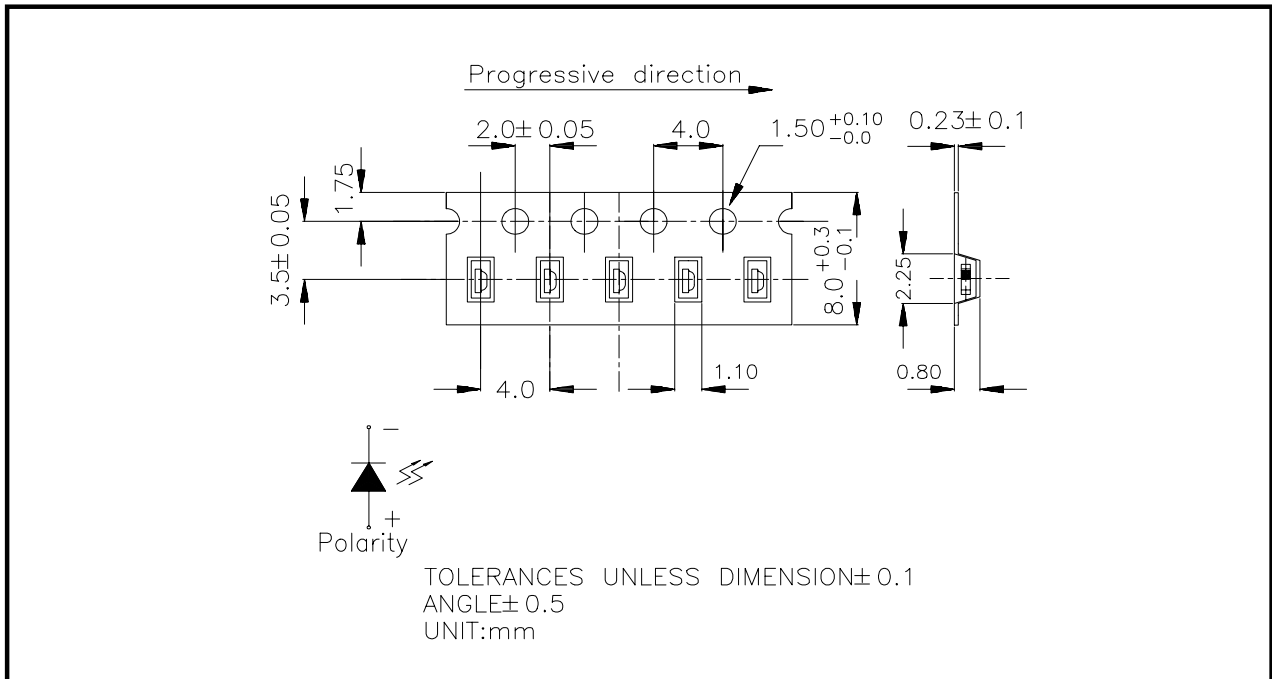 Progressive direction
2.0±0.05
4.0
1.50 +0.10 -0.0
0.23±0.1
1.75
3.5±0.05
8.0 +0.3 -0.1
2.25
4.0
1.10
0.80
−
+
Polarity
TOLERANCES UNLESS DIMENSION±0.1
ANGLE±0.5
UNIT:mm